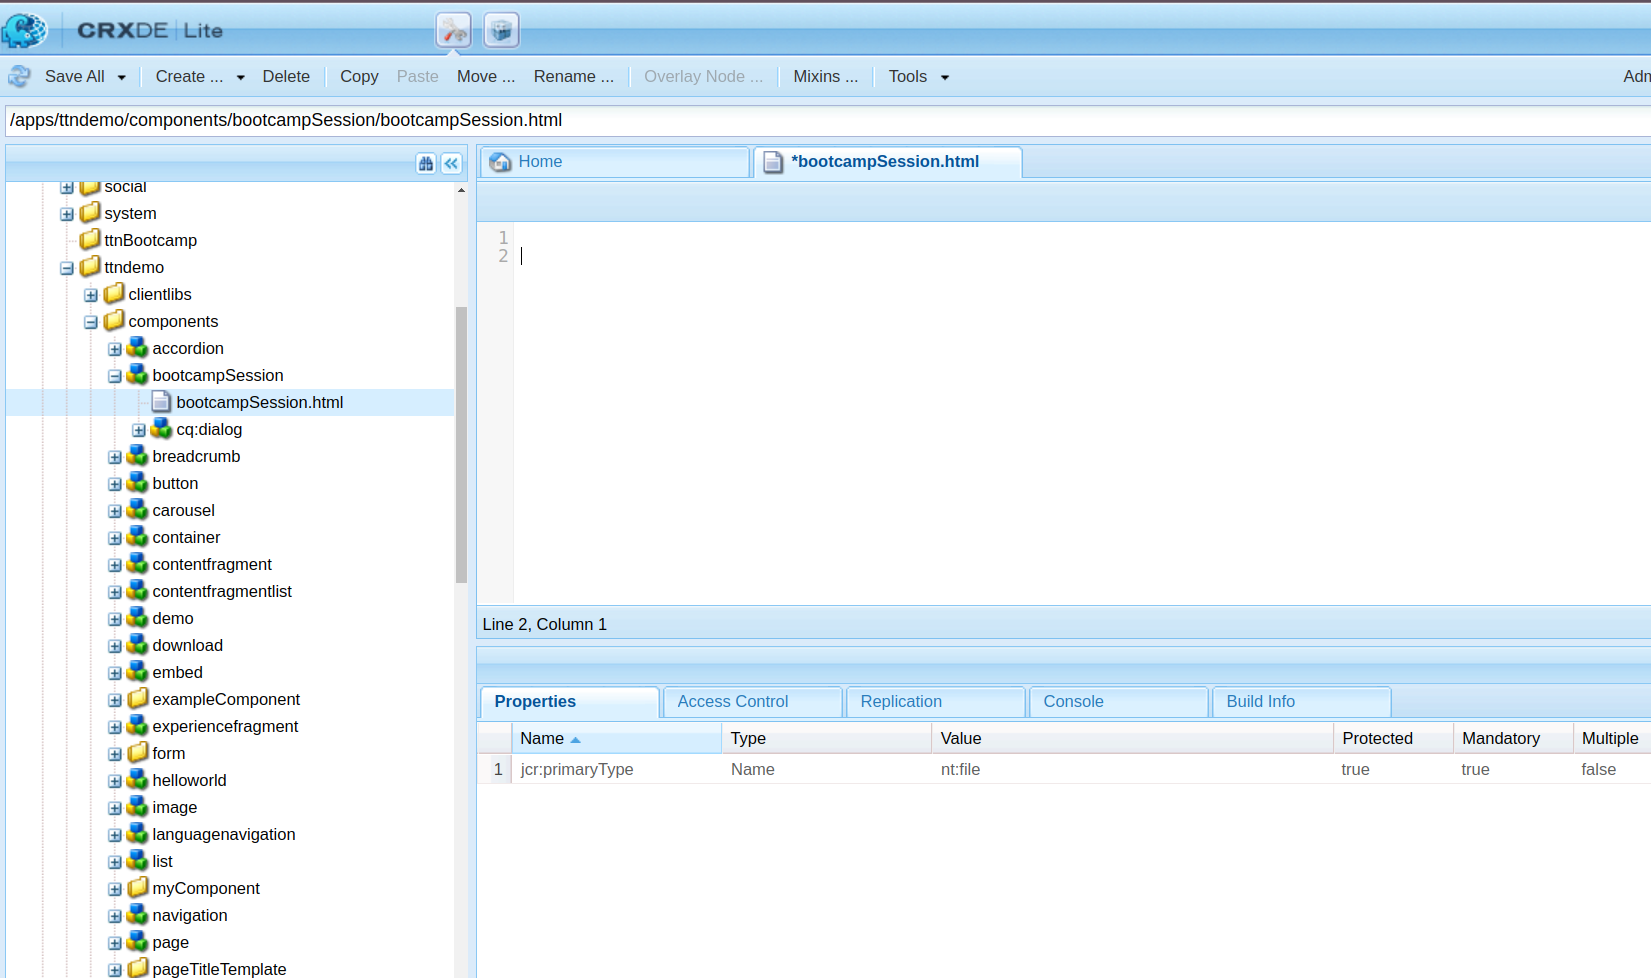 CRXDE | Lite
Save All Create ... Delete Copy Paste Move ... Rename ... Overlay Node ... Mixins ... Tools Adm
/apps/ttndemo/components/bootcampSession/bootcampSession.html
Home *bootcampSession.html
social
system
ttnBootcamp
ttndemo
clientlibs
components
accordion
bootcampSession
bootcampSession.html
cq:dialog
breadcrumb
button
carousel
container
contentfragment
contentfragmentlist
demo
download
embed
exampleComponent
experiencefragment
form
helloworld
image
languagenavigation
list
myComponent
navigation
page
pageTitleTemplate
1
2
Line 2, Column 1
Properties Access Control Replication Console Build Info
Name Type Value Protected Mandatory Multiple
1 jcr:primaryType Name nt:file true true false